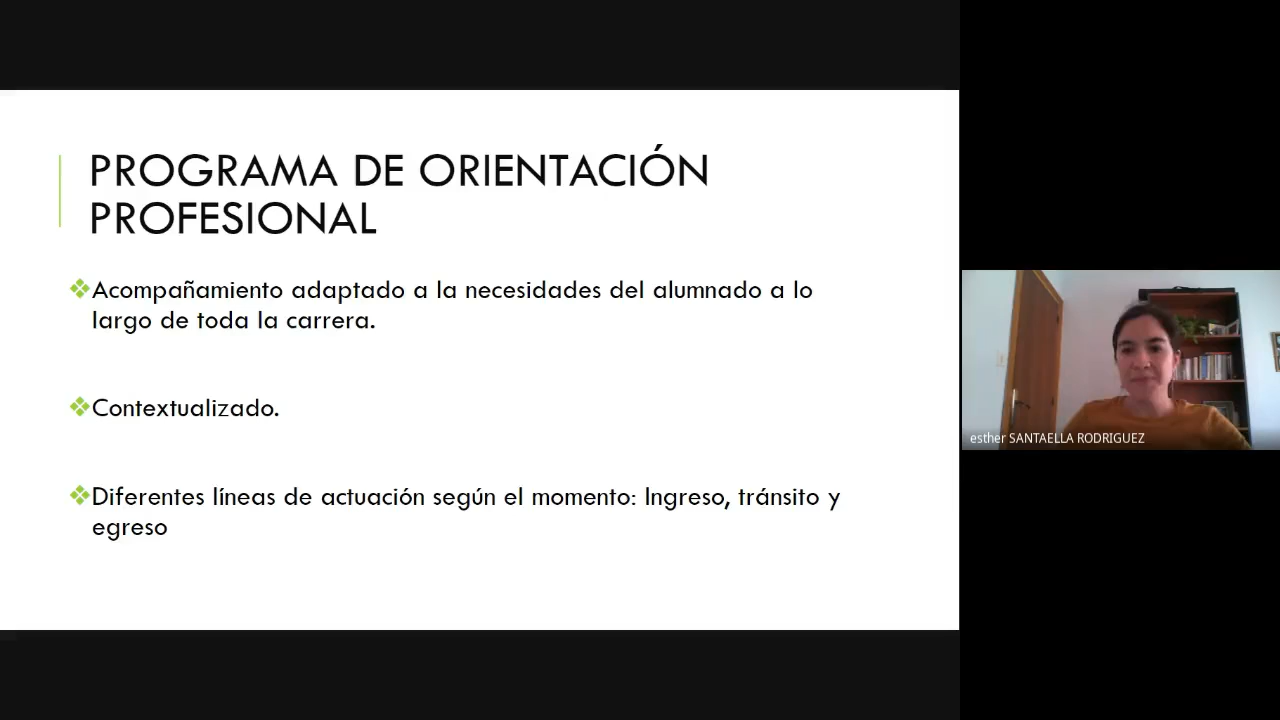 PROGRAMA DE ORIENTACIÓN
PROFESIONAL
Acompañamiento adaptado a la necesidades del alumnado a lo
largo de toda la carrera.
Contextualizado.
Diferentes líneas de actuación según el momento: Ingreso, tránsito y
egreso
esther SANTAELLA RODRIGUEZ